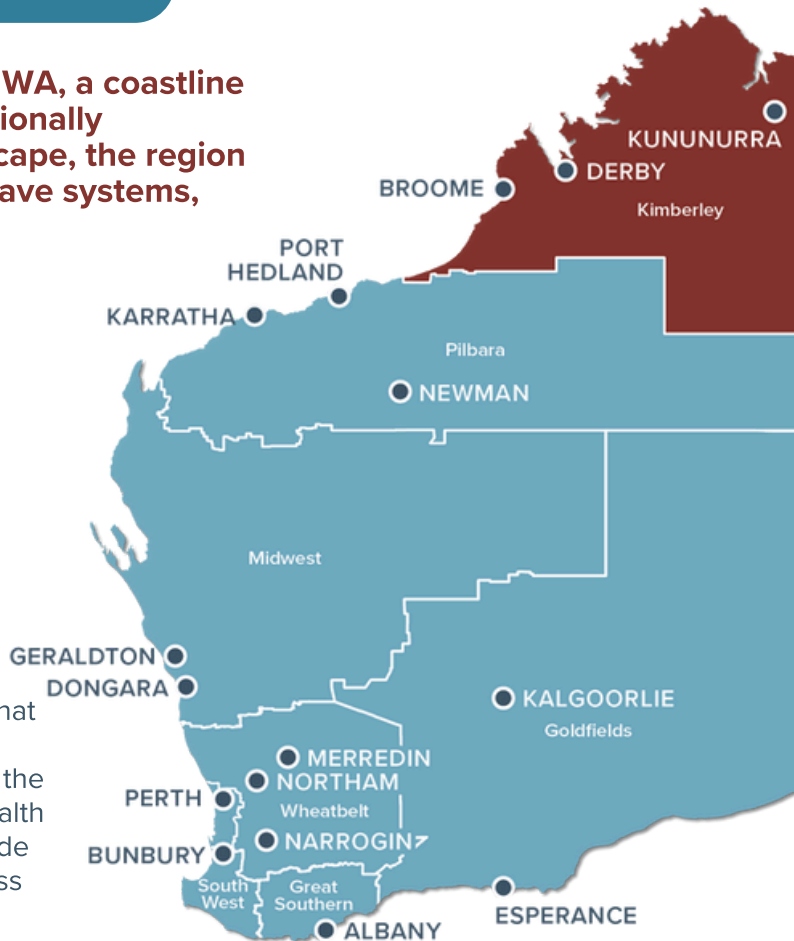 WA, a coastline
ionally
cape, the region
ave systems,
KUNUNURRA
DERBY
BROOME
Kimberley
PORT
HEDLAND
KARRATHA
Pilbara
NEWMAN
Midwest
GERALDTON
DONGARA
hat
KALGOORLIE
Goldfields
MERREDIN
the
NORTHAM
PERTH
Wheatbelt
alth
NARROGIN
BUNBURY
de
ss
South
West
Great
Southern
ESPERANCE
ALBANY